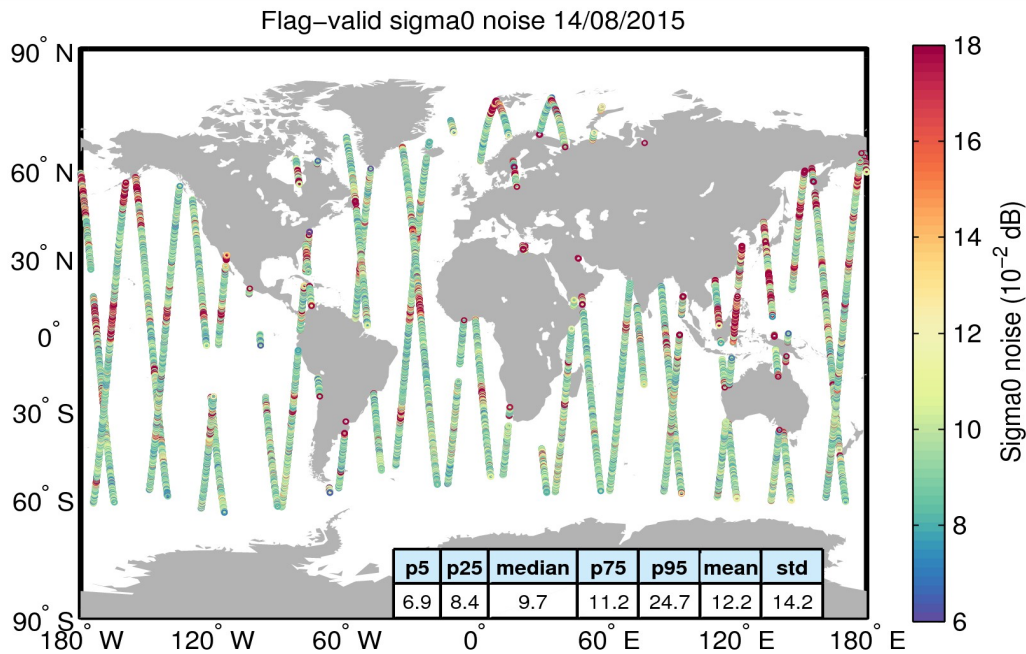 Flag−valid sigma0 noise 14/08/2015
90° N
60° N
30° N
0°
30° S
60° S
90° S
180° W
120° W
60° W
0°
60° E
120° E
180° E
p5 p25 median p75 p95 mean std
6.9 8.4 9.7 11.2 24.7 12.2 14.2
18
16
14
12
10
8
6
Sigma0 noise (10⁻² dB)